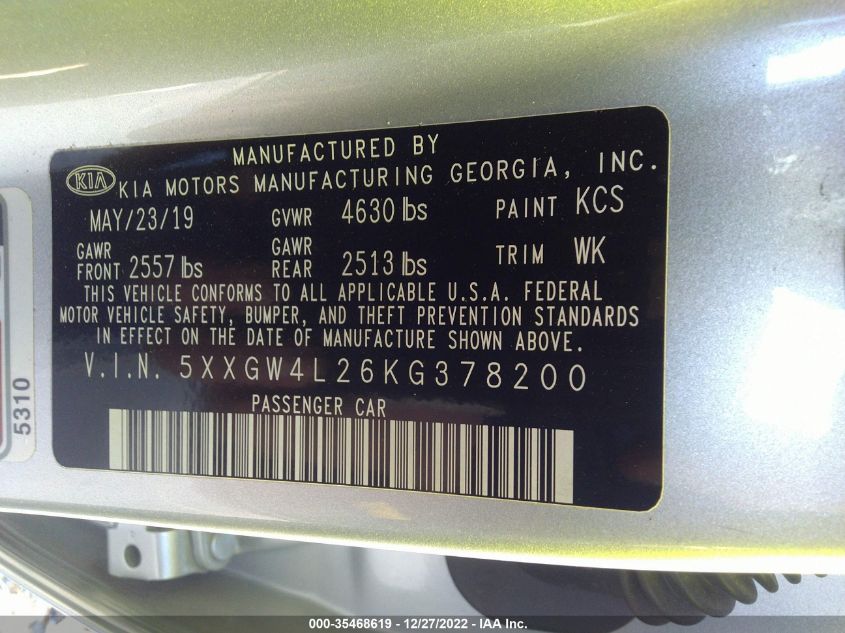 MANUFACTURED BY
KIA KIA MOTORS MANUFACTURING GEORGIA, INC.
MAY/23/19 GVWR 4630 lbs PAINT KCS
GAWR FRONT 2557 lbs GAWR REAR 2513 lbs TRIM WK
THIS VEHICLE CONFORMS TO ALL APPLICABLE U.S.A. FEDERAL
MOTOR VEHICLE SAFETY, BUMPER, AND THEFT PREVENTION STANDARDS
IN EFFECT ON THE DATE OF MANUFACTURE SHOWN ABOVE.
V.I.N. 5XXGW4L26KG378200
PASSENGER CAR
5310
000-35468619 - 12/27/2022 - IAA Inc.